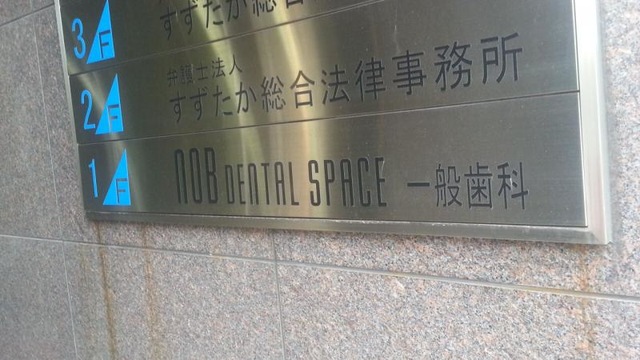 3F すずたか総合
弁護士法人
2F すずたか総合法律事務所
1F NOB DENTAL SPACE 一般歯科